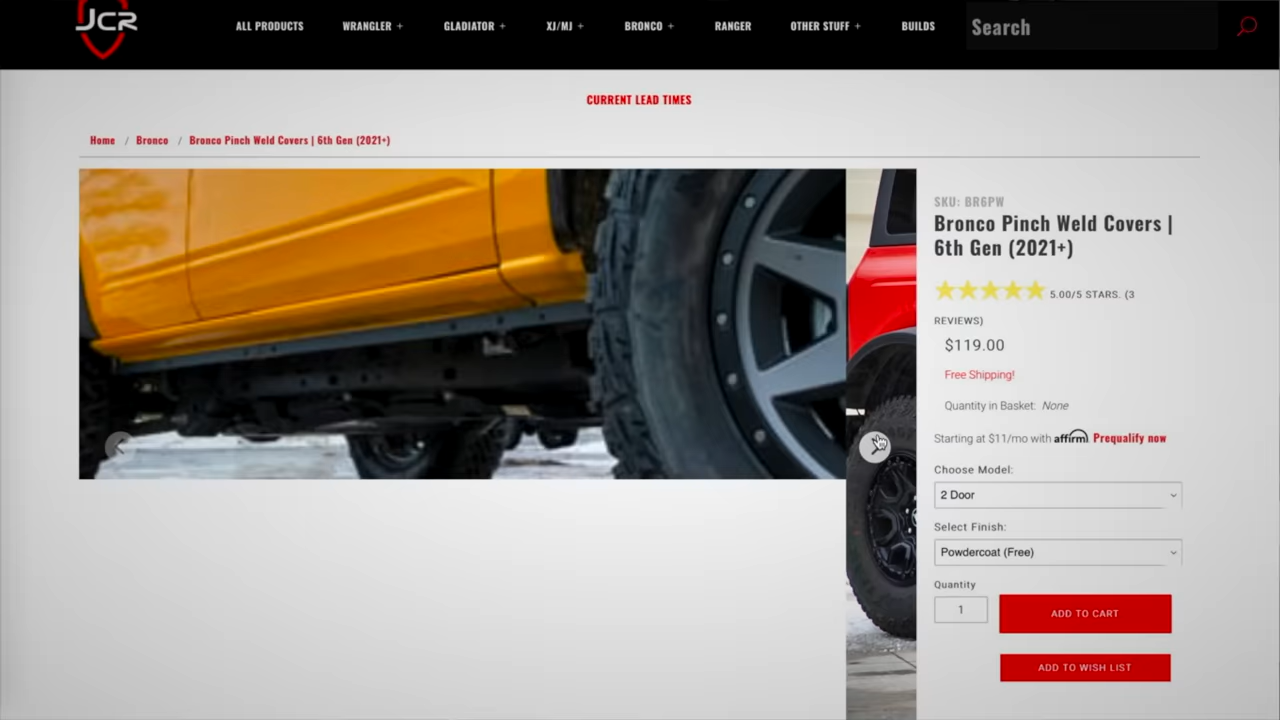 JCR
ALL PRODUCTS WRANGLER + GLADIATOR + XJ/MJ + BRONCO + RANGER OTHER STUFF + BUILDS Search
CURRENT LEAD TIMES
Home / Bronco / Bronco Pinch Weld Covers | 6th Gen (2021+)
SKU: BR6PW
Bronco Pinch Weld Covers |
6th Gen (2021+)
5.00/5 STARS. (3
REVIEWS)
$119.00
Free Shipping!
Quantity in Basket: None
Starting at $11/mo with affirm. Prequalify now
Choose Model:
2 Door
Select Finish:
Powdercoat (Free)
Quantity
1 ADD TO CART
ADD TO WISH LIST